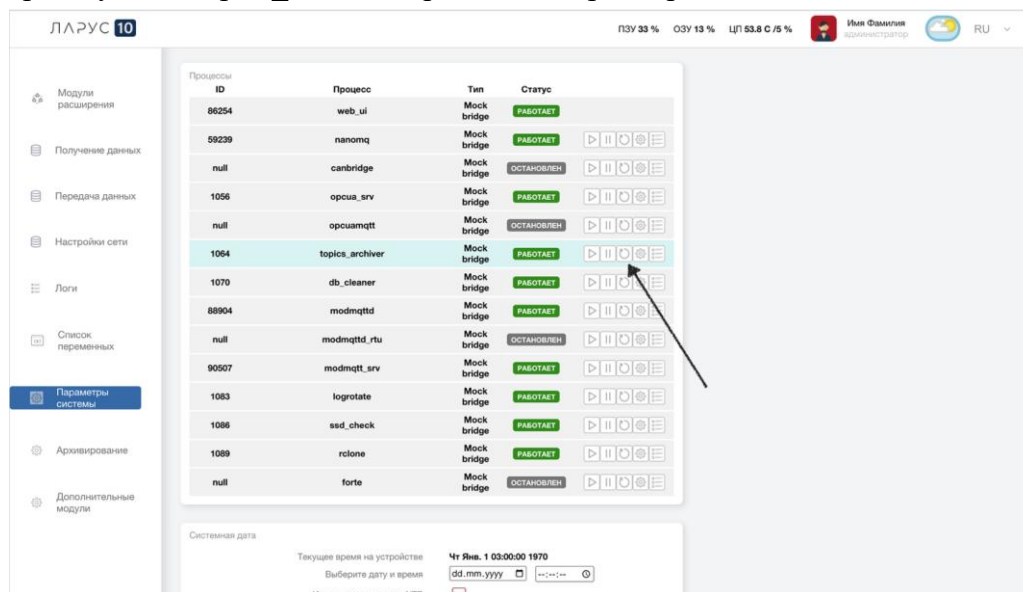 ЛАРУС 10
ПЗУ 33 % ОЗУ 13 % ЦП 53.8 C /5 % Имя Фамилия администратор RU
Модули расширения
Получение данных
Передача данных
Настройки сети
Логи
Список переменных
Параметры системы
Архивирование
Дополнительные модули
Процессы
ID Процесс Тип Статус
86254 web_ui Mock bridge РАБОТАЕТ
59239 nanomq Mock bridge РАБОТАЕТ
null canbridge Mock bridge ОСТАНОВЛЕН
1056 opcua_srv Mock bridge РАБОТАЕТ
null opcuamqtt Mock bridge ОСТАНОВЛЕН
1064 topics_archiver Mock bridge РАБОТАЕТ
1070 db_cleaner Mock bridge РАБОТАЕТ
88904 modmqttd Mock bridge РАБОТАЕТ
null modmqttd_rtu Mock bridge ОСТАНОВЛЕН
90507 modmqtt_srv Mock bridge РАБОТАЕТ
1083 logrotate Mock bridge РАБОТАЕТ
1086 ssd_check Mock bridge РАБОТАЕТ
1089 rclone Mock bridge РАБОТАЕТ
null forte Mock bridge ОСТАНОВЛЕН
Системная дата
Текущее время на устройстве Чт Янв. 1 03:00:00 1970
Выберите дату и время dd.mm.yyyy --:--:--